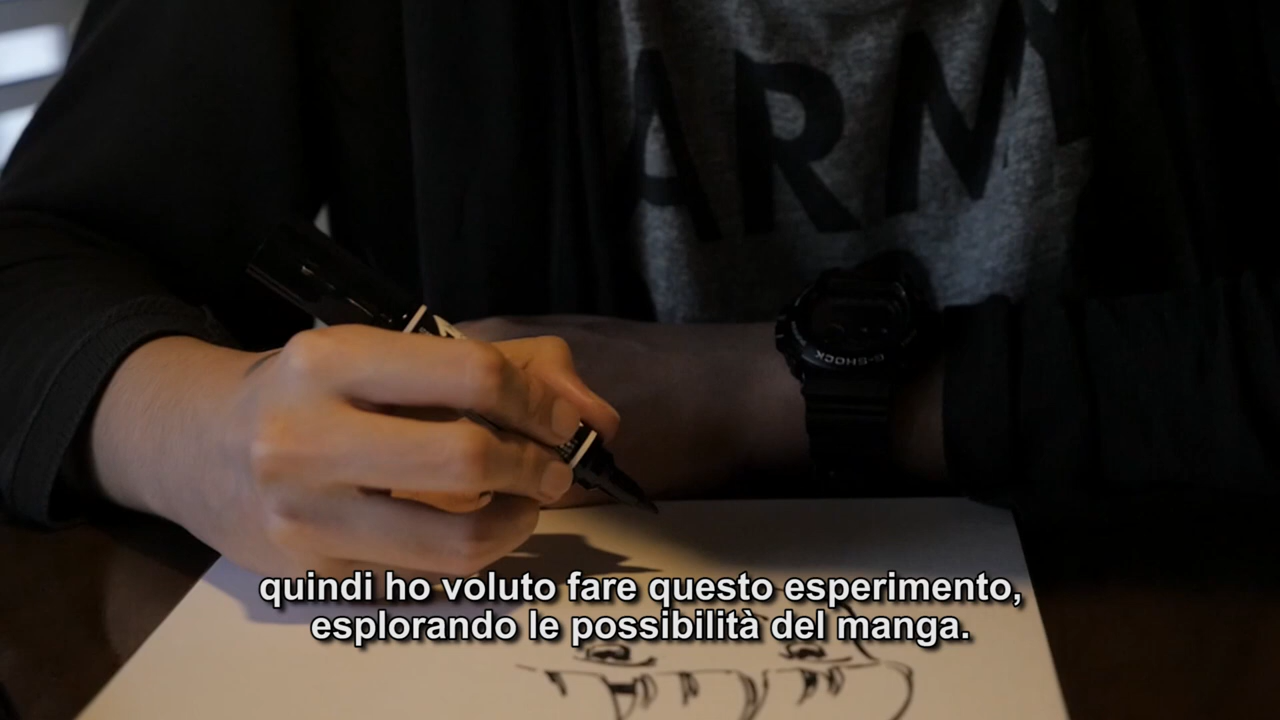 ARMY
G-SHOCK
quindi ho voluto fare questo esperimento,
esplorando le possibilità del manga.